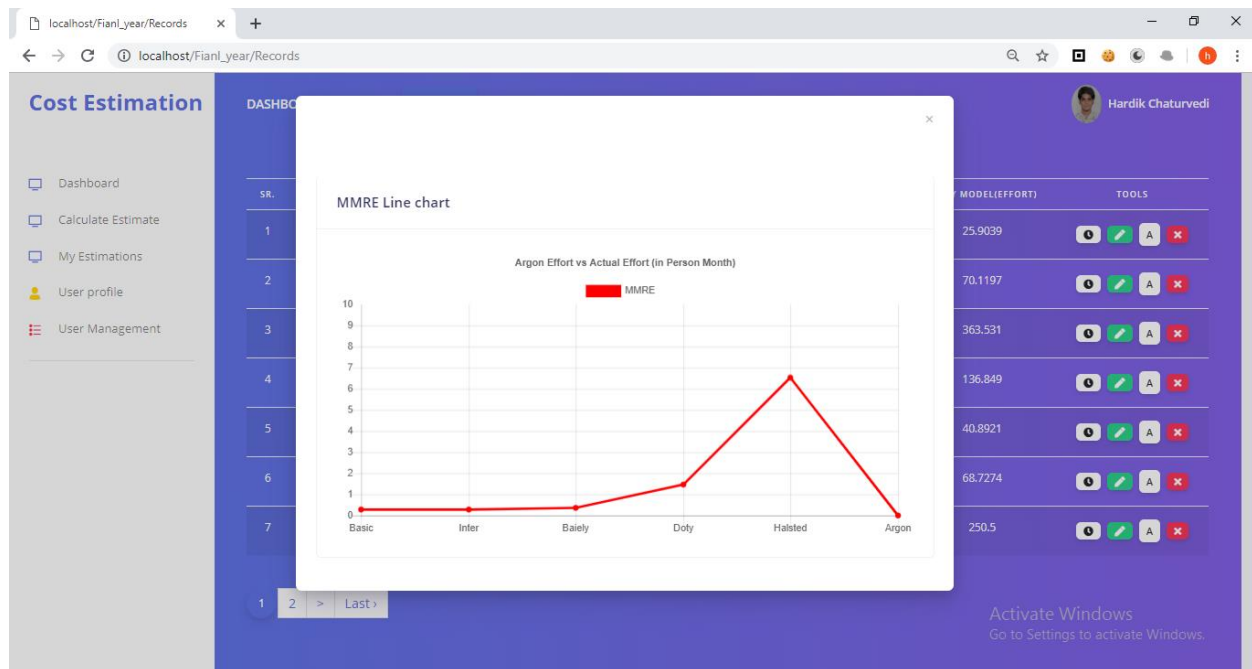 localhost/Fianl_year/Records
localhost/Fianl_year/Records
h
Cost Estimation
DASHBO
Hardik Chaturvedi
Dashboard
Calculate Estimate
My Estimations
User profile
User Management
SR.
MODEL(EFFORT)
TOOLS
1
25.9039
A
2
70.1197
A
3
363.531
A
4
136.849
A
5
40.8921
A
6
68.7274
A
7
250.5
A
MMRE Line chart
Argon Effort vs Actual Effort (in Person Month)
MMRE
10
9
8
7
6
5
4
3
2
1
0
Basic Inter Baiely Doty Halsted Argon
1 2 > Last ›
Activate Windows
Go to Settings to activate Windows.